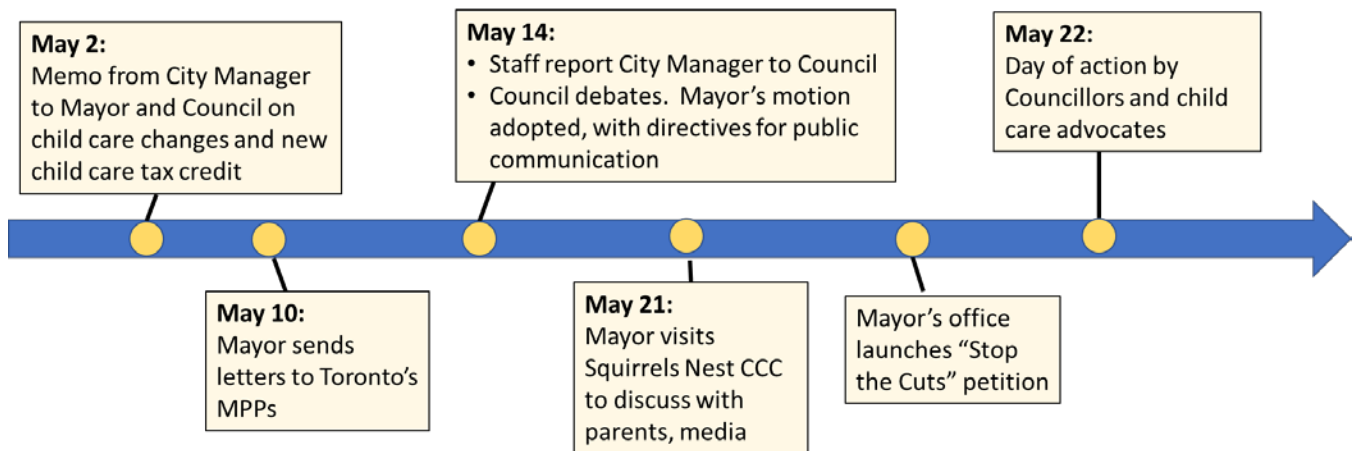 May 2:
Memo from City Manager
to Mayor and Council on
child care changes and new
child care tax credit
May 10:
Mayor sends
letters to Toronto's
MPPs
May 14:
• Staff report City Manager to Council
• Council debates.  Mayor's motion
adopted, with directives for public
communication
May 21:
Mayor visits
Squirrels Nest CCC
to discuss with
parents, media
Mayor's office
launches “Stop
the Cuts” petition
May 22:
Day of action by
Councillors and child
care advocates